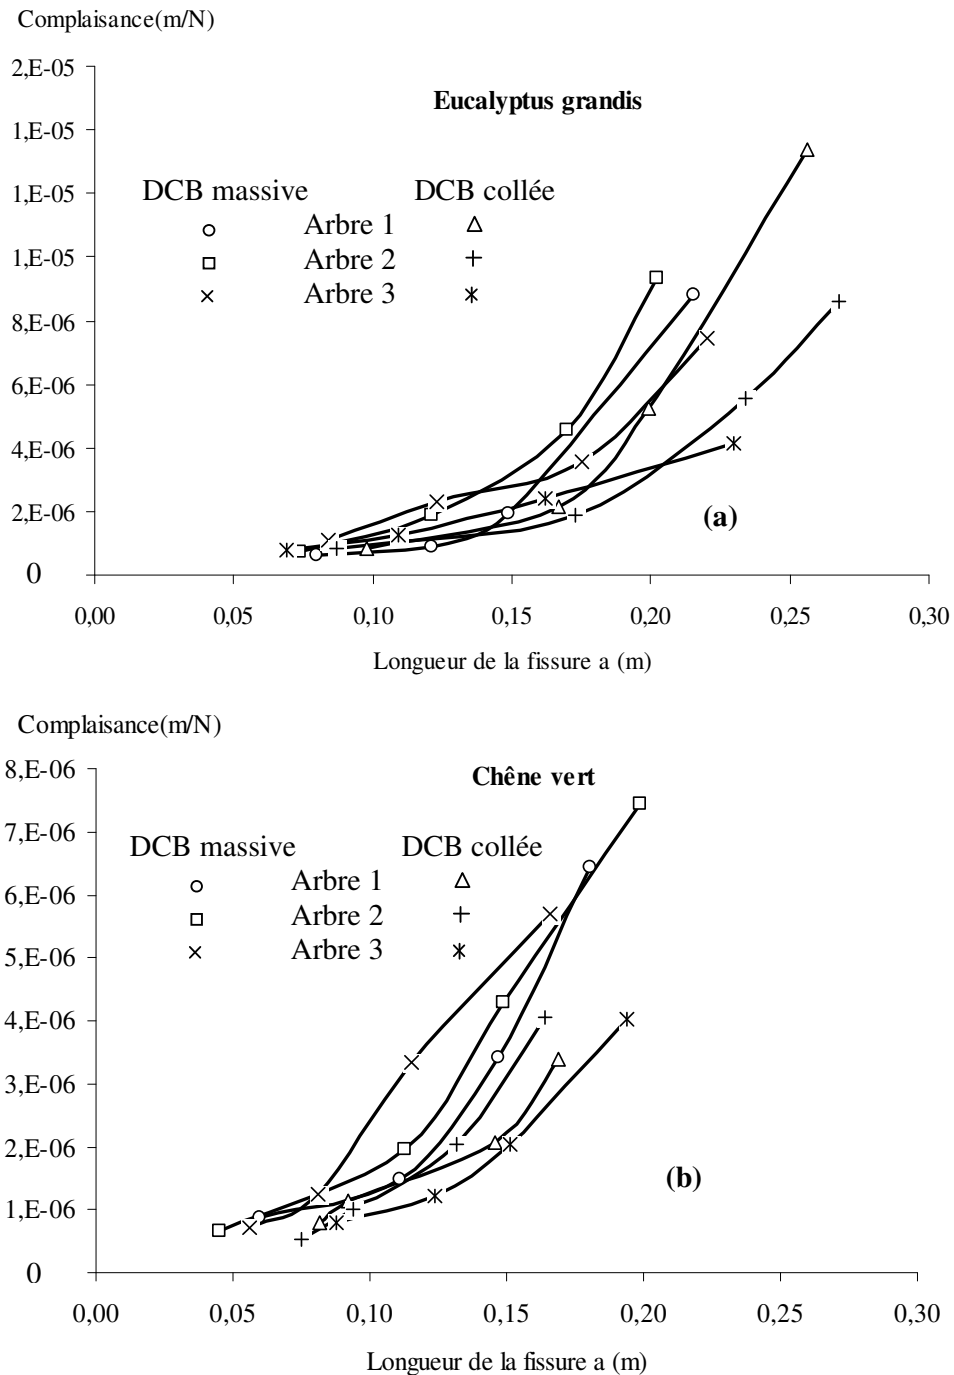 Complaisance(m/N)
2,E-05
Eucalyptus grandis
1,E-05
DCB massive DCB collée
1,E-05
Arbre 1
1,E-05
Arbre 2
Arbre 3
8,E-06
6,E-06
4,E-06
2,E-06
(a)
0
0,00 0,05 0,10 0,15 0,20 0,25 0,30
Longueur de la fissure a (m)
Complaisance(m/N)
8,E-06
Chêne vert
7,E-06
DCB massive DCB collée
6,E-06
Arbre 1
Arbre 2
5,E-06
Arbre 3
4,E-06
3,E-06
2,E-06
(b)
1,E-06
0
0,00 0,05 0,10 0,15 0,20 0,25 0,30
Longueur de la fissure a (m)